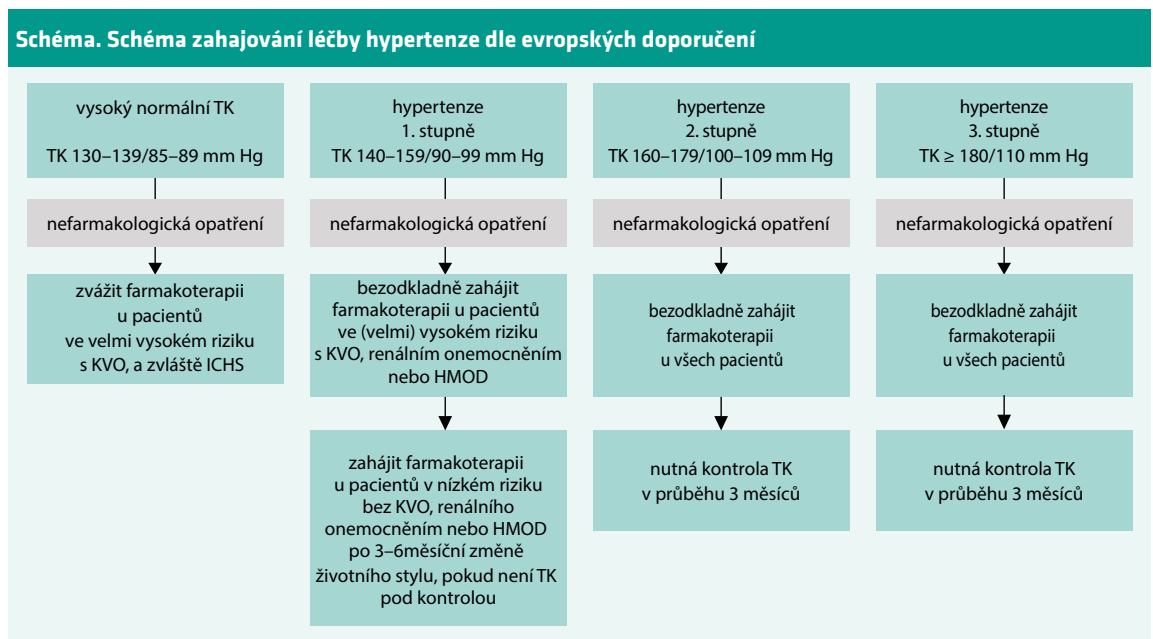 Schéma. Schéma zahajování léčby hypertenze dle evropských doporučení
vysoký normální TK
TK 130–139/85–89 mm Hg
nefarmakologická opatření
zvážit farmakoterapii
u pacientů
ve velmi vysokém riziku
s KVO, a zvláště ICHS
hypertenze
1. stupně
TK 140–159/90–99 mm Hg
nefarmakologická opatření
bezodkladně zahájit
farmakoterapii u pacientů
ve (velmi) vysokém riziku
s KVO, renálním onemocněním
nebo HMOD
zahájit farmakoterapii
u pacientů v nízkém riziku
bez KVO, renálního
onemocněním nebo HMOD
po 3–6měsíční změně
životního stylu, pokud není TK
pod kontrolou
hypertenze
2. stupně
TK 160–179/100–109 mm Hg
nefarmakologická opatření
bezodkladně zahájit
farmakoterapii
u všech pacientů
nutná kontrola TK
v průběhu 3 měsíců
hypertenze
3. stupně
TK ≥ 180/110 mm Hg
nefarmakologická opatření
bezodkladně zahájit
farmakoterapii
u všech pacientů
nutná kontrola TK
v průběhu 3 měsíců